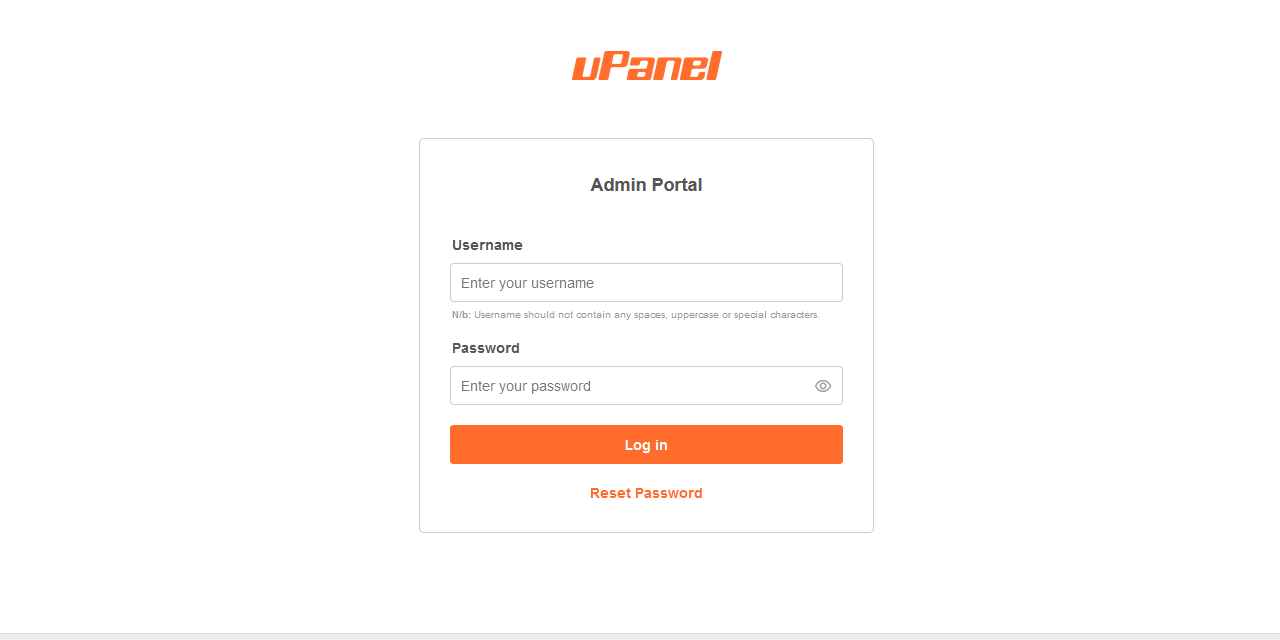 uPanel
Admin Portal
Username
Enter your username
N/b: Username should not contain any spaces, uppercase or special characters.
Password
Enter your password
Log in
Reset Password